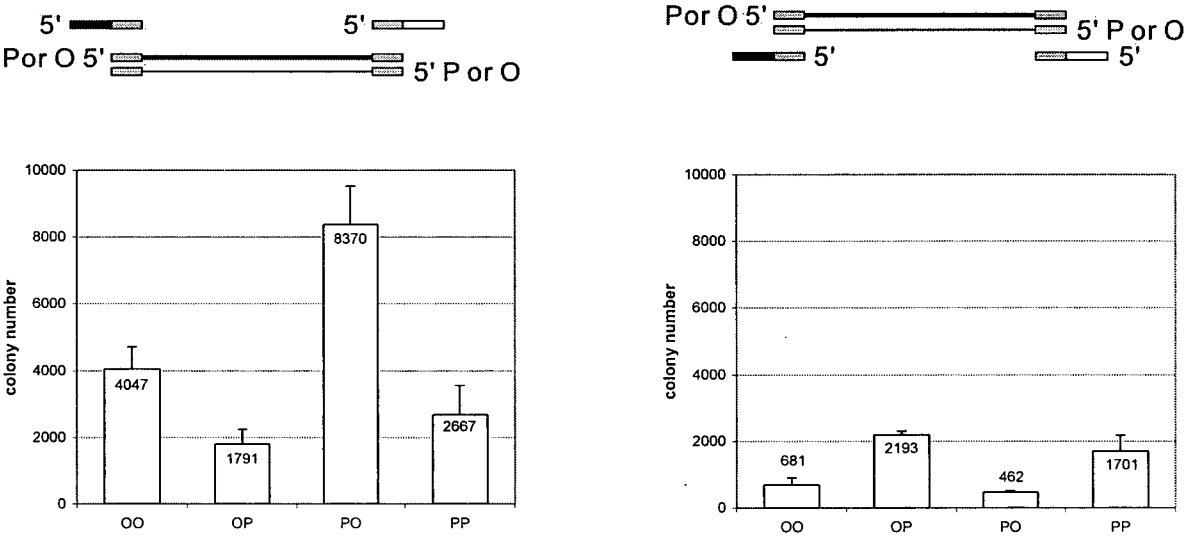 5' 5'
Por O 5'
5' P or O
10000
8000
6000
4000
2000
0
colony number
4047
1791
8370
2667
OO OP PO PP
Por O 5'
5' P or O
5' 5'
10000
8000
6000
4000
2000
0
colony number
681
2193
462
1701
OO OP PO PP